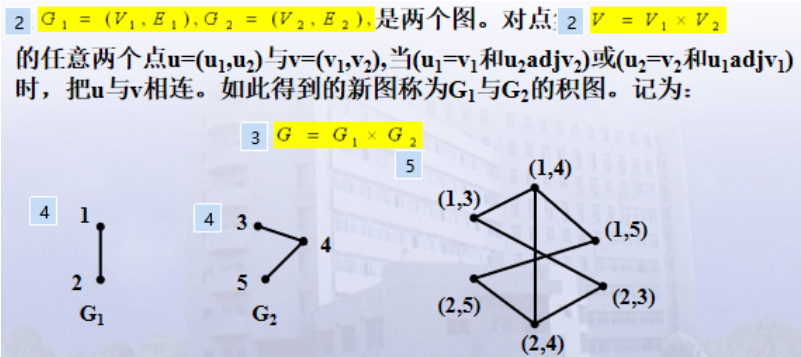 2 G₁ = (V₁, E₁), G₂ = (V₂, E₂), 是两个图。对点 2 V = V₁ × V₂
的任意两个点u=(u₁,u₂)与v=(v₁,v₂),当(u₁=v₁和u₂adjv₂)或(u₂=v₂和u₁adjv₁)
时，把u与v相连。如此得到的新图称为G₁与G₂的积图。记为：
3 G = G₁ × G₂
5
(1,4)
(1,3)
4 1 4 3
4
(1,5)
2 5
(2,3)
(2,5)
G₁ G₂
(2,4)